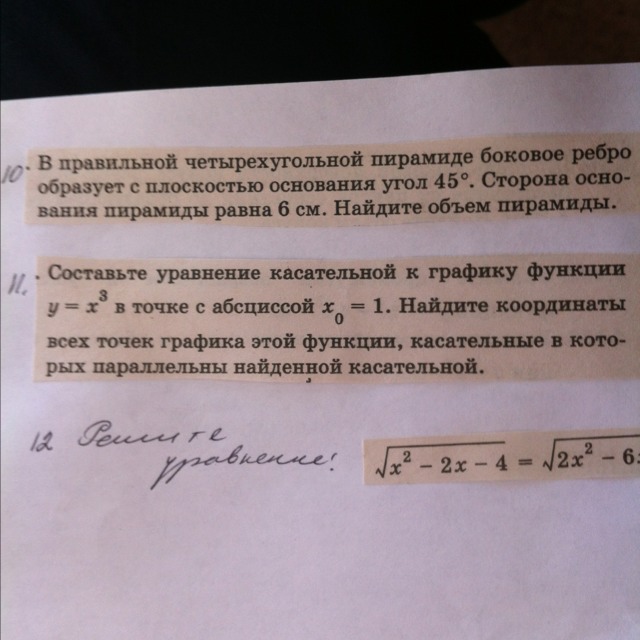 10. В правильной четырехугольной пирамиде боковое ребро
образует с плоскостью основания угол 45°. Сторона осно-
вания пирамиды равна 6 см. Найдите объем пирамиды.
11. Составьте уравнение касательной к графику функции
y = x³ в точке с абсциссой x₀ = 1. Найдите координаты
всех точек графика этой функции, касательные в кото-
рых параллельны найденной касательной.
12 Решите
уравнение!
√x² − 2x − 4 = √2x² − 6x